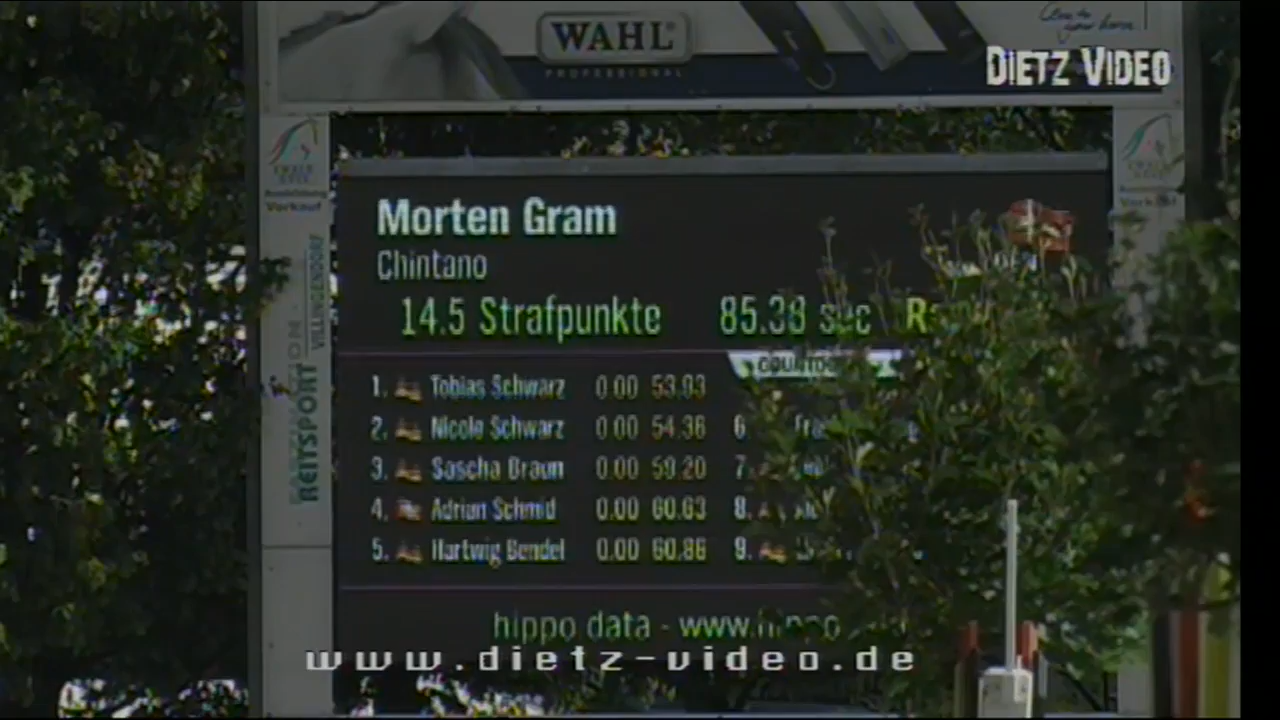 WAHL
PROFESSIONAL
DIETZ VIDEO
Verkauf
VILLINGENDORF
REITSPORT
Morten Gram
Chintano
14.5 Strafpunkte 85.38 sec
1. Tobias Schwarz 0.00 53.93
2. Nicole Schwarz 0.00 54.36 6.
3. Sascha Braun 0.00 59.20 7.
4. Adrian Schmid 0.00 60.63 8.
5. Hartwig Bendel 0.00 60.86 9.
hippo data - www.
www.dietz-video.de